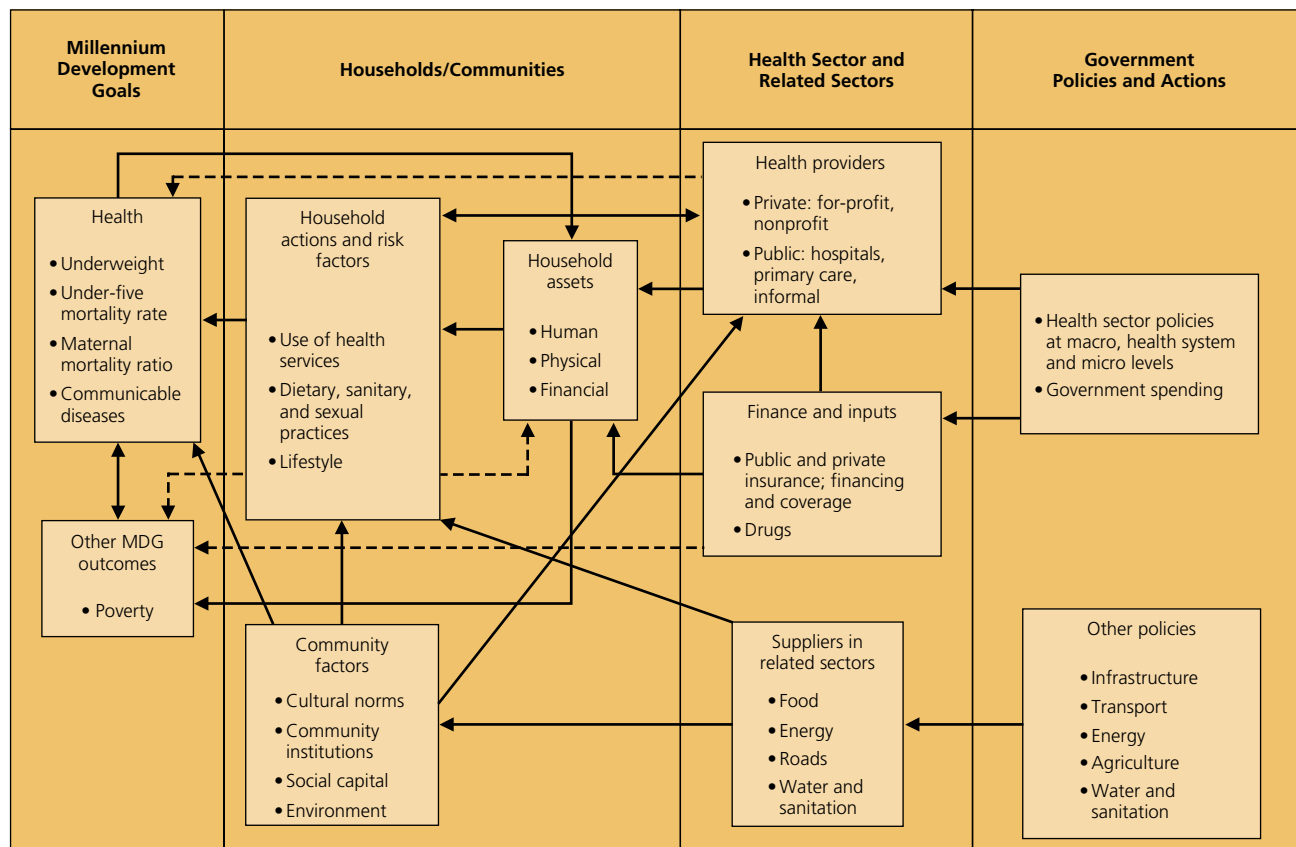 Millennium
Development
Goals
Households/Communities
Health Sector and
Related Sectors
Government
Policies and Actions
Health
• Underweight
• Under-five
mortality rate
• Maternal
mortality ratio
• Communicable
diseases
Other MDG
outcomes
• Poverty
Household
actions and risk
factors
• Use of health
services
• Dietary, sanitary,
and sexual
practices
• Lifestyle
Household
assets
• Human
• Physical
• Financial
Community
factors
• Cultural norms
• Community
institutions
• Social capital
• Environment
Health providers
• Private: for-profit,
nonprofit
• Public: hospitals,
primary care,
informal
Finance and inputs
• Public and private
insurance; financing
and coverage
• Drugs
Suppliers in
related sectors
• Food
• Energy
• Roads
• Water and
sanitation
• Health sector policies
at macro, health system
and micro levels
• Government spending
Other policies
• Infrastructure
• Transport
• Energy
• Agriculture
• Water and
sanitation